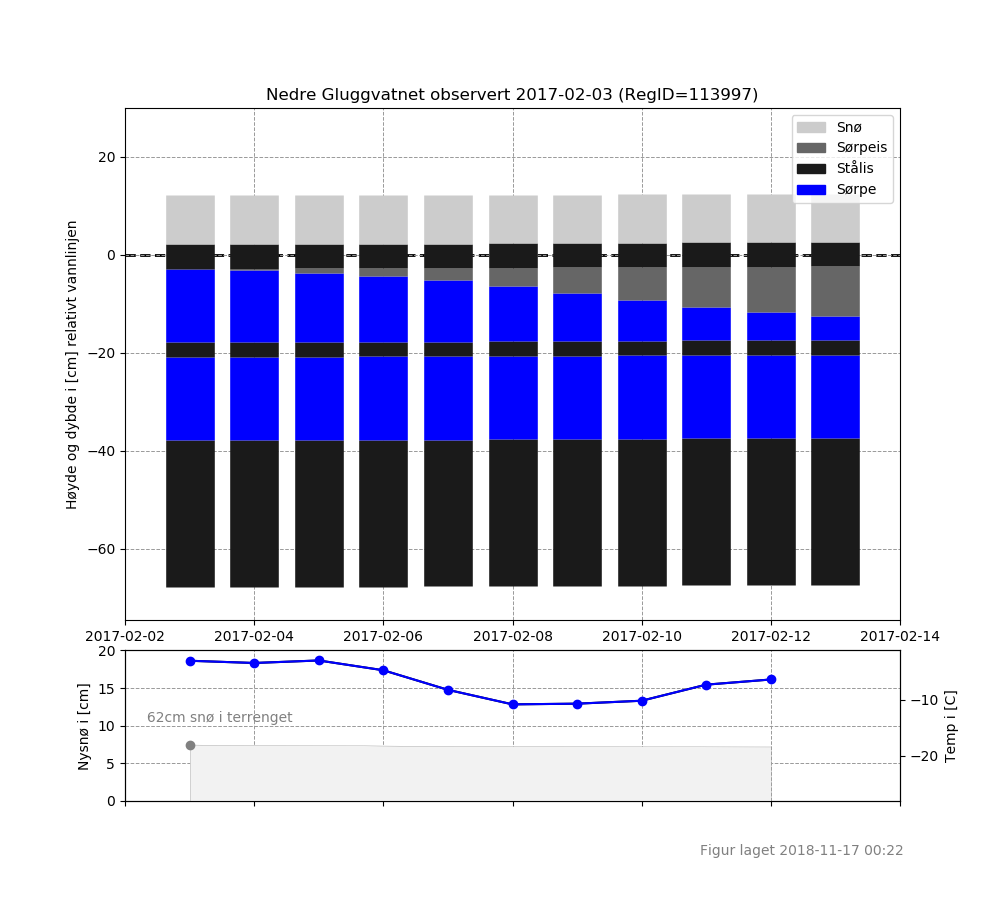 Nedre Gluggvatnet observert 2017-02-03 (RegID=113997)
Snø
Sørpeis
Stålis
Sørpe
Høyde og dybde i [cm] relativt vannlinjen
20
0
−20
−40
−60
2017-02-02 2017-02-04 2017-02-06 2017-02-08 2017-02-10 2017-02-12 2017-02-14
Nysnø i [cm]
20
15
10
5
0
62cm snø i terrenget
−10
−20
Temp i [C]
Figur laget 2018-11-17 00:22